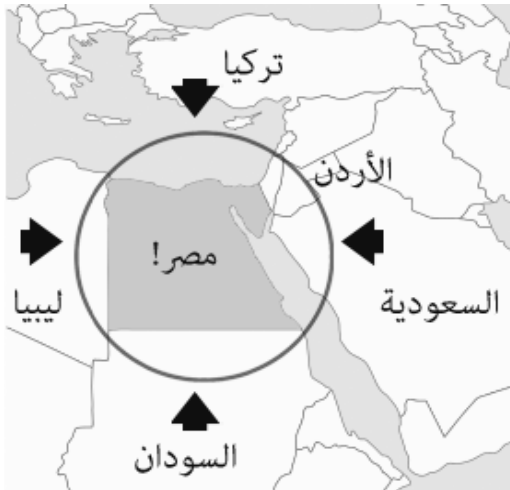 تركيا
الأردن
مصر!
ليبيا
السعودية
السودان